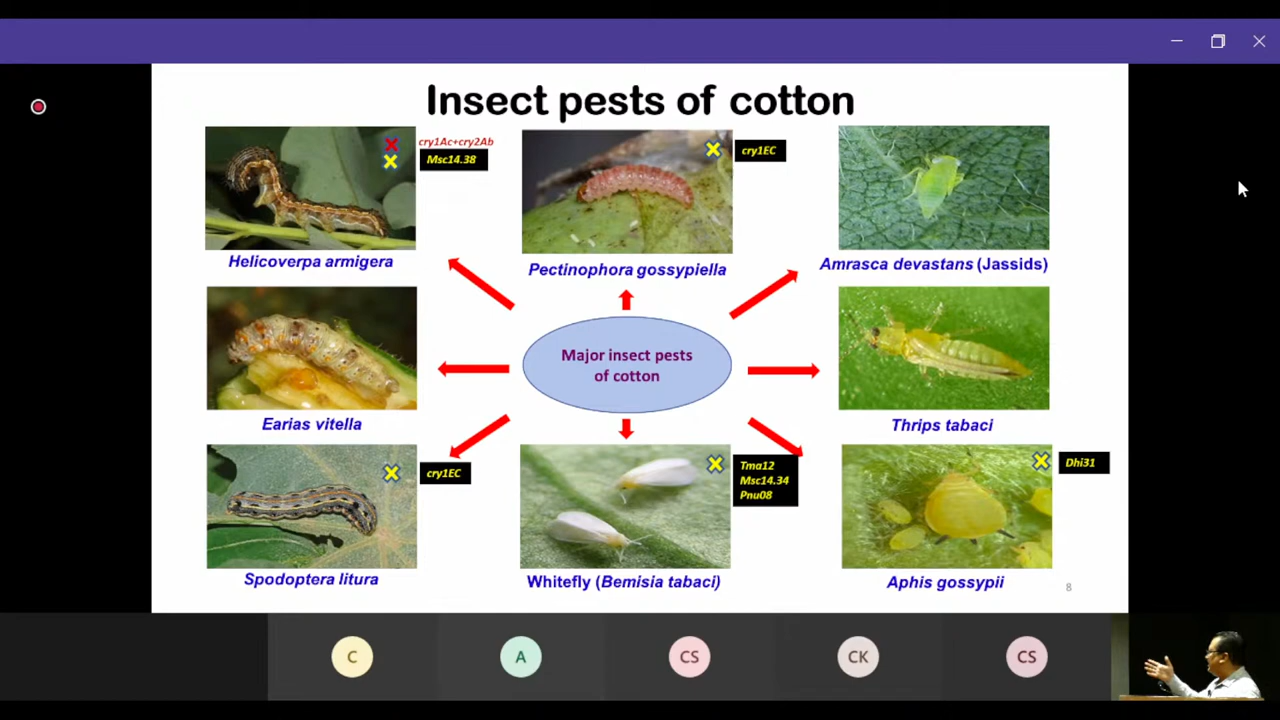 Insect pests of cotton
cry1Ac+cry2Ab
Msc14.38
cry1EC
Helicoverpa armigera
Pectinophora gossypiella
Amrasca devastans (Jassids)
Major insect pests
of cotton
Earias vitella
Thrips tabaci
cry1EC
Tma12
Msc14.34
Pnu08
Dhi31
Spodoptera litura
Whitefly (Bemisia tabaci)
Aphis gossypii
8
C
A
CS
CK
CS